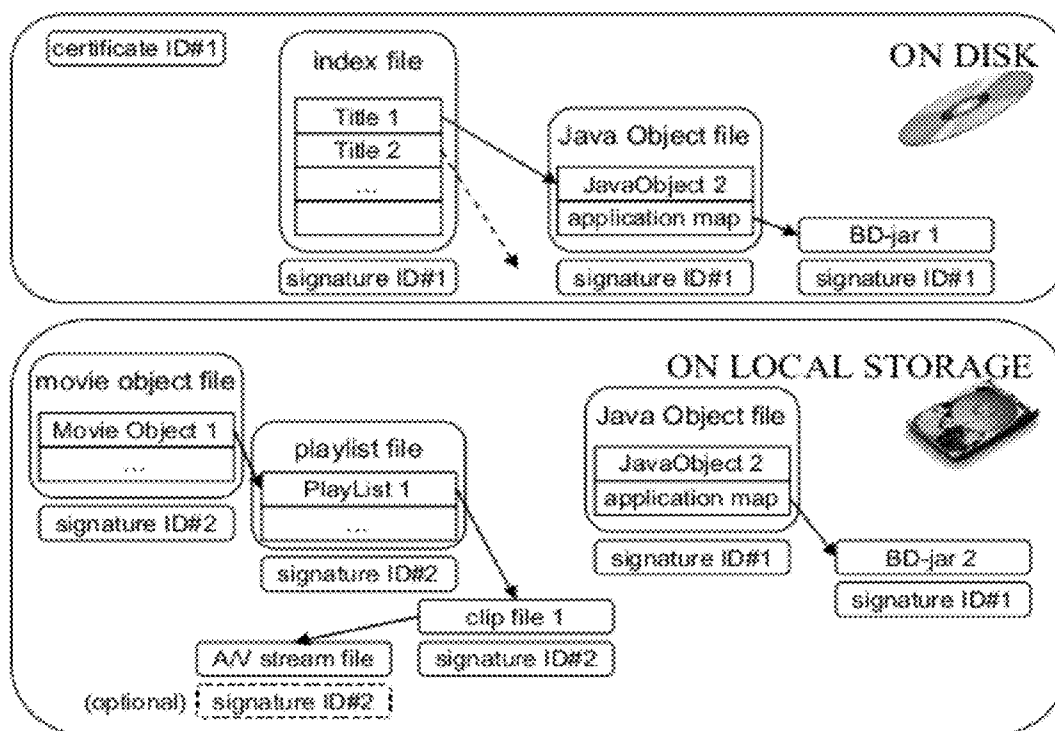 certificate ID#1
ON DISK
index file
Title 1
Title 2
...
signature ID#1
Java Object file
JavaObject 2
application map
signature ID#1
BD-jar 1
signature ID#1
ON LOCAL STORAGE
movie object file
Movie Object 1
...
signature ID#2
playlist file
PlayList 1
...
signature ID#2
clip file 1
signature ID#2
A/V stream file
(optional)
signature ID#2
Java Object file
JavaObject 2
application map
signature ID#1
BD-jar 2
signature ID#1